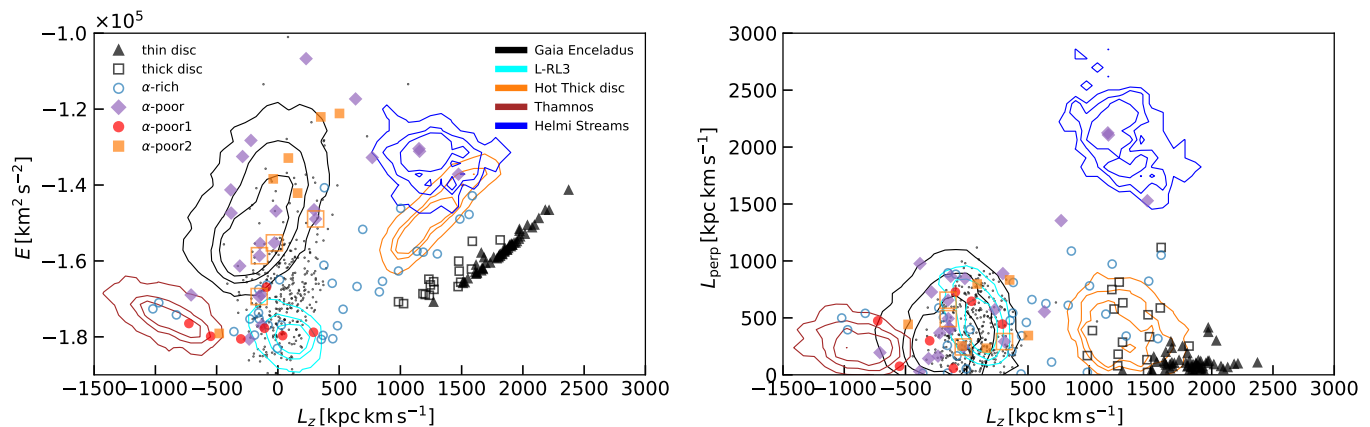 ×10⁵
−1.0
−1.2
−1.4
−1.6
−1.8
E [km² s⁻²]
−1500 −1000 −500 0 500 1000 1500 2000 2500 3000
L_z [kpc km s⁻¹]
thin disc
thick disc
α-rich
α-poor
α-poor1
α-poor2
Gaia Enceladus
L-RL3
Hot Thick disc
Thamnos
Helmi Streams
3000
2500
2000
1500
1000
500
0
L_perp [kpc km s⁻¹]
−1500 −1000 −500 0 500 1000 1500 2000 2500 3000
L_z [kpc km s⁻¹]